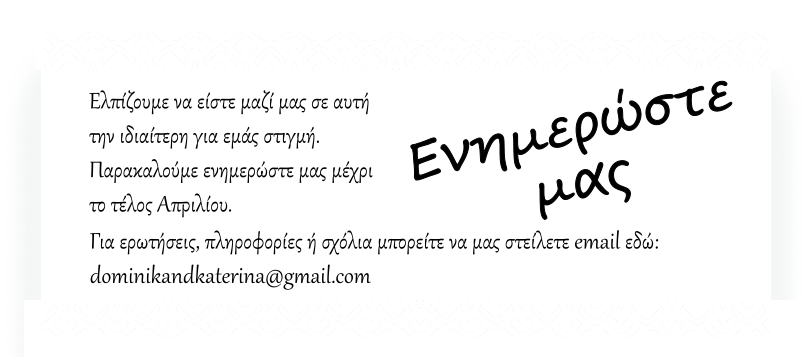 Ελπίζουμε να είστε μαζί μας σε αυτή
την ιδιαίτερη για εμάς στιγμή.
Παρακαλούμε ενημερώστε μας μέχρι
το τέλος Απριλίου.
Ενημερώστε
μας
Για ερωτήσεις, πληροφορίες ή σχόλια μπορείτε να μας στείλετε email εδώ:
dominikandkaterina@gmail.com